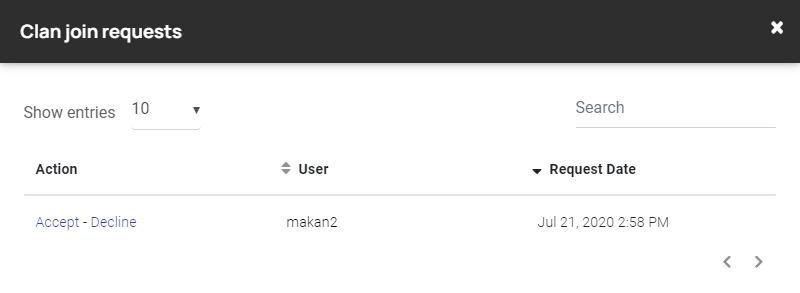 Clan join requests
Show entries 10 Search
Action User Request Date
Accept - Decline makan2 Jul 21, 2020 2:58 PM